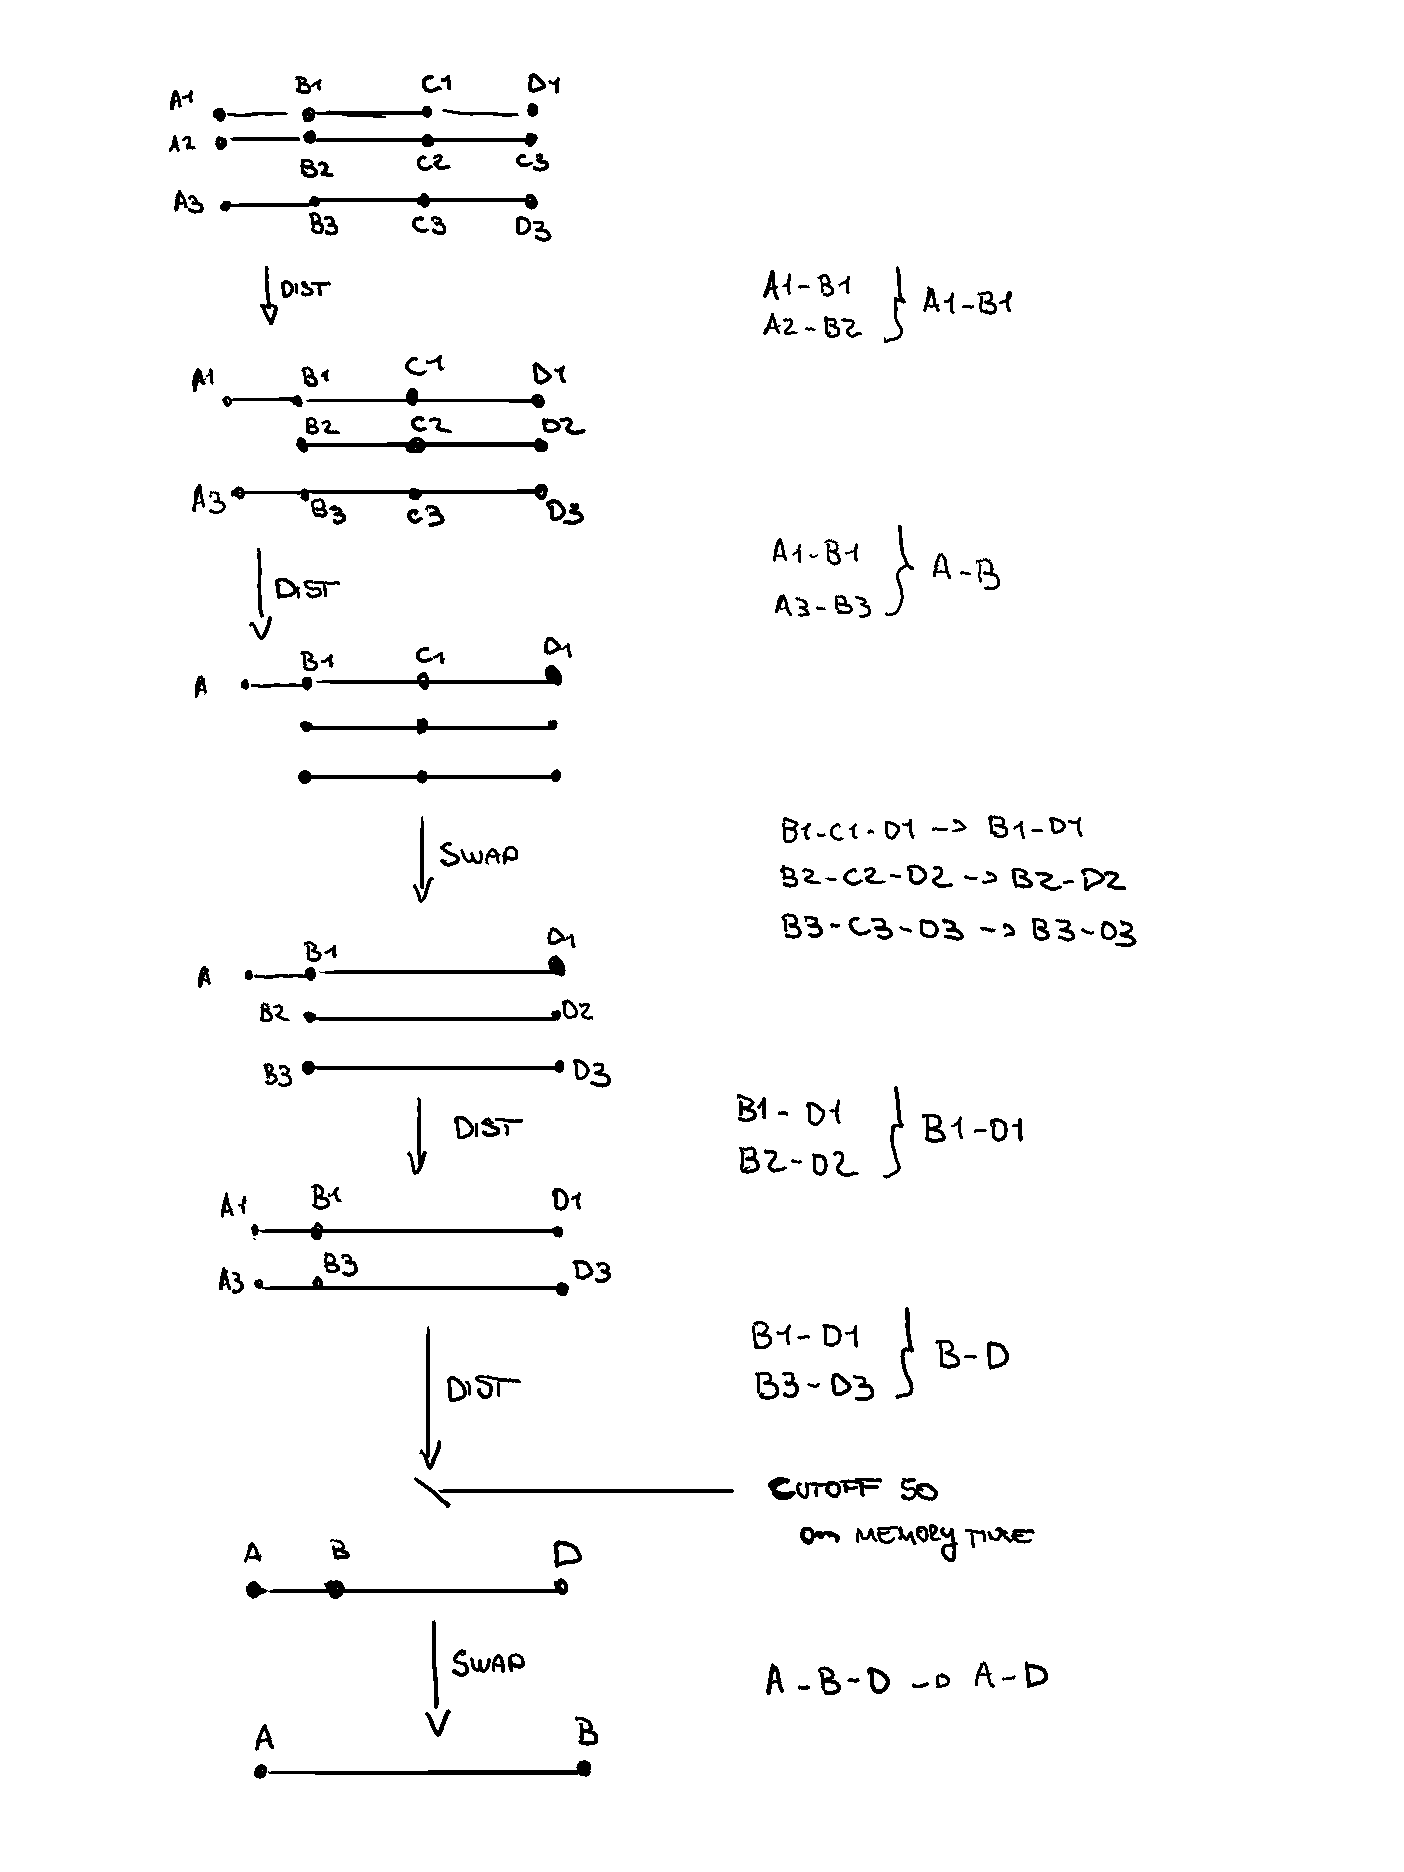 A1 B1 C1 D1
A2 B2 C2 C3
A3 B3 C3 D3
DIST
A1-B1 } A1-B1
A2-B2
A1 B1 C1 D1
B2 C2 D2
A3 B3 C3 D3
DIST
A1-B1 } A-B
A3-B3
A B1 C1 D1
SWAP
B1-C1-D1 -> B1-D1
B2-C2-D2 -> B2-D2
B3-C3-D3 -> B3-D3
A B1 D1
B2 D2
B3 D3
DIST
B1-D1 } B1-D1
B2-D2
A1 B1 D1
A3 B3 D3
DIST
B1-D1 } B-D
B3-D3
CUTOFF 50
on MEMORY TIME
A B D
SWAP
A-B-D -> A-D
A B